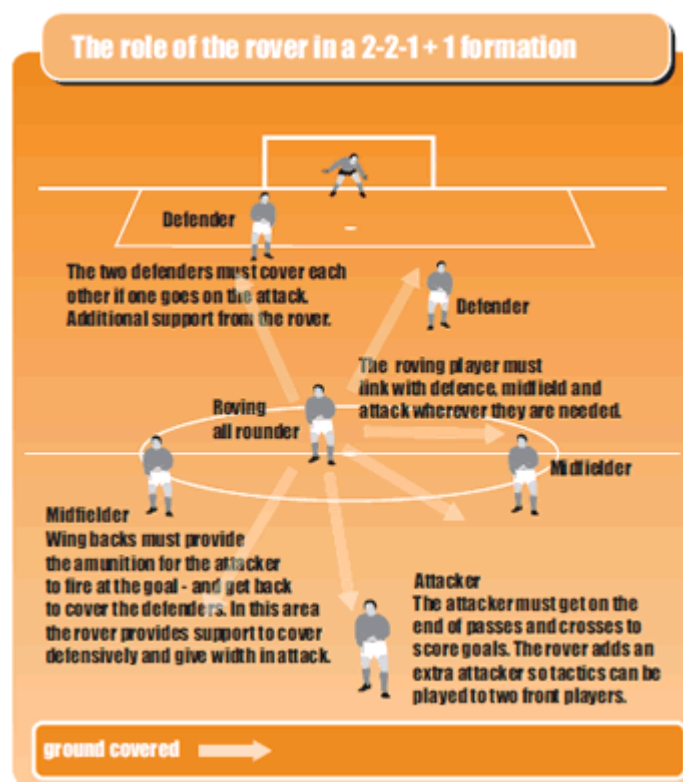 The role of the rover in a 2-2-1 + 1 formation
Defender
The two defenders must cover each
other if one goes on the attack.
Additional support from the rover.
Defender
The roving player must
link with defence, midfield and
attack wherever they are needed.
Roving
all rounder
Midfielder
Midfielder
Wing backs must provide
the amunition for the attacker
to fire at the goal - and get back
to cover the defenders. In this area
the rover provides support to cover
defensively and give width in attack.
Attacker
The attacker must get on the
end of passes and crosses to
score goals. The rover adds an
extra attacker so tactics can be
played to two front players.
ground covered